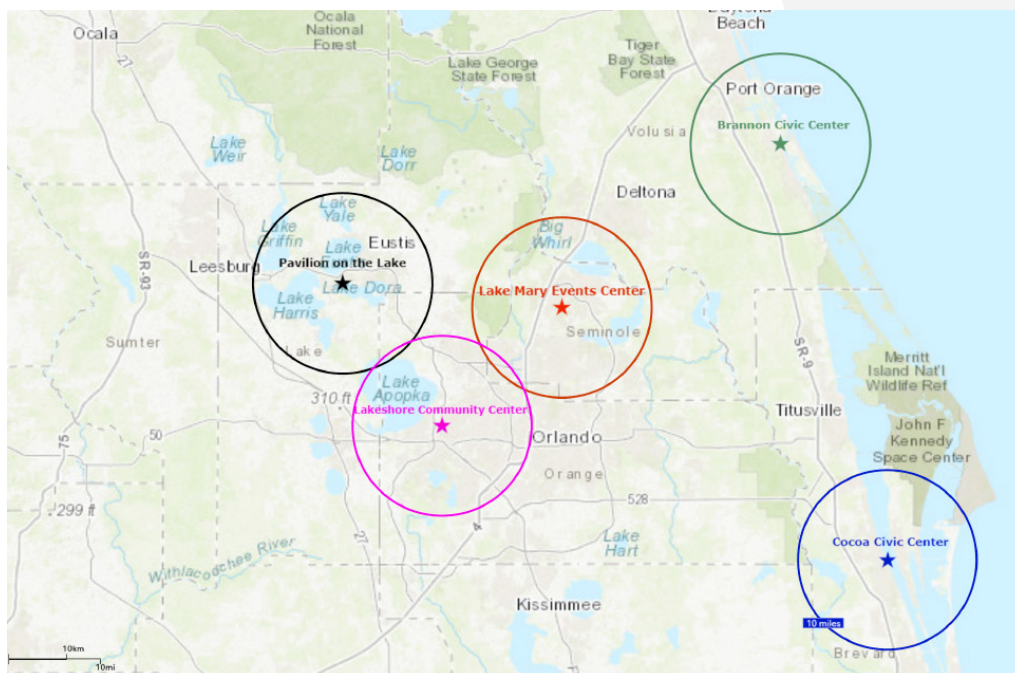 Daytona
Beach
Ocala
Ocala
National
Forest
Lake George
State Forest
Tiger
Bay State
Forest
27
Port Orange
Brannon Civic Center
Volusia
Lake
Weir
Lake
Dorr
Deltona
Lake
Yale
Lake
Griffin
Eustis
Lake
Big
Whirl
Leesburg
Pavilion on the Lake
Lake Dora
Lake
Harris
SR-93
Lake Mary Events Center
Seminole
Sumter
Lake
SR-9
Merritt
Island Nat'l
Wildlife Ref
Lake
Apopka
310 ft
Lakeshore Community Center
Titusville
John F
Kennedy
Space Center
75
50
Orlando
Orange
528
299 ft
4
27
Lake
Hart
Cocoa Civic Center
Withlacoochee River
Kissimmee
10 miles
Brevard
10km
10mi